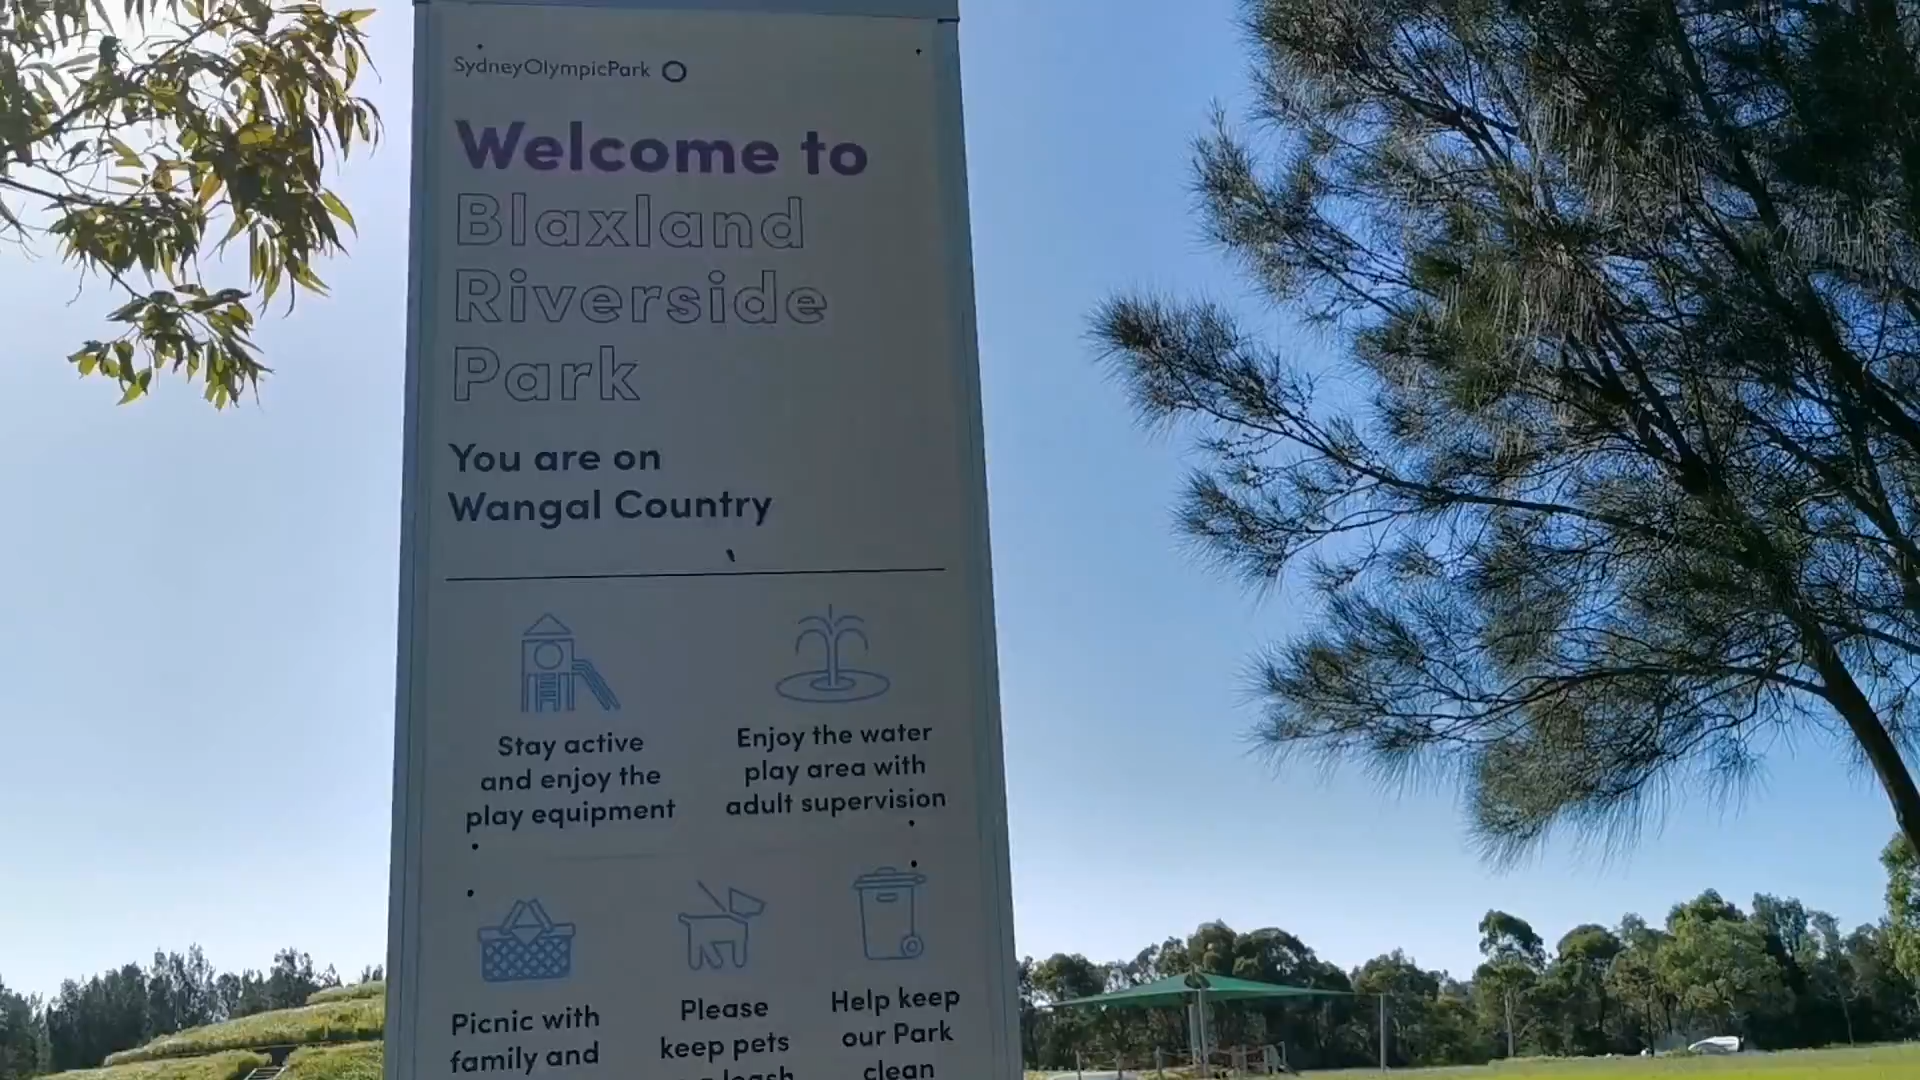 SydneyOlympicPark
Welcome to
Blaxland
Riverside
Park
You are on
Wangal Country
Stay active
and enjoy the
play equipment
Enjoy the water
play area with
adult supervision
Picnic with
family and
Please
keep pets
leash
Help keep
our Park
clean